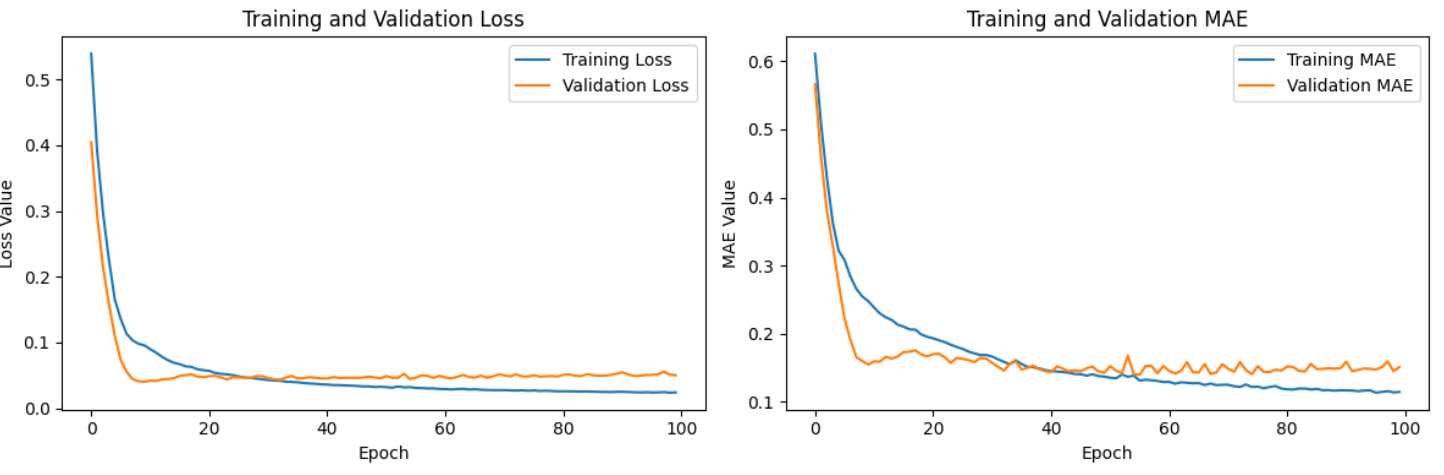 Training and Validation Loss
Training Loss
Validation Loss
Loss Value
0.5
0.4
0.3
0.2
0.1
0.0
0
20
40
60
80
100
Epoch
Training and Validation MAE
Training MAE
Validation MAE
MAE Value
0.6
0.5
0.4
0.3
0.2
0.1
0
20
40
60
80
100
Epoch